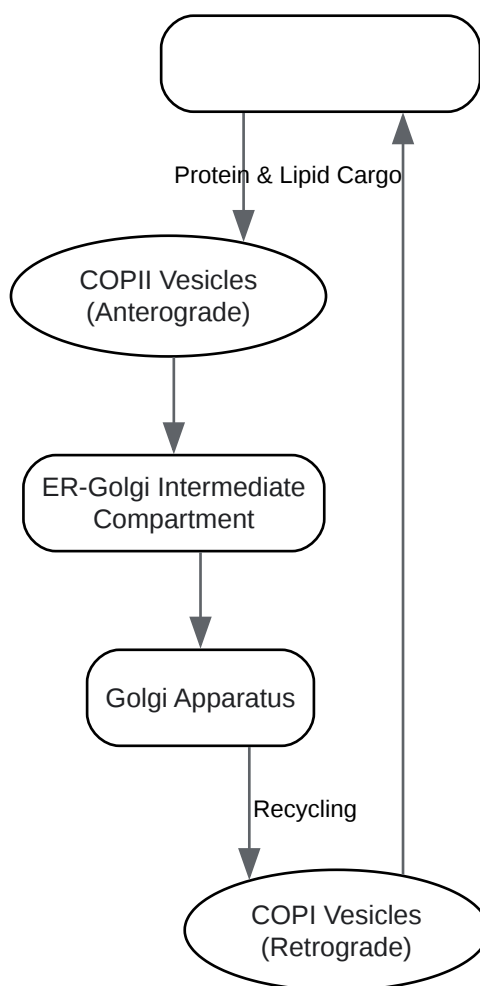 Protein & Lipid Cargo
COPII Vesicles
(Anterograde)
ER-Golgi Intermediate
Compartment
Golgi Apparatus
Recycling
COPI Vesicles
(Retrograde)